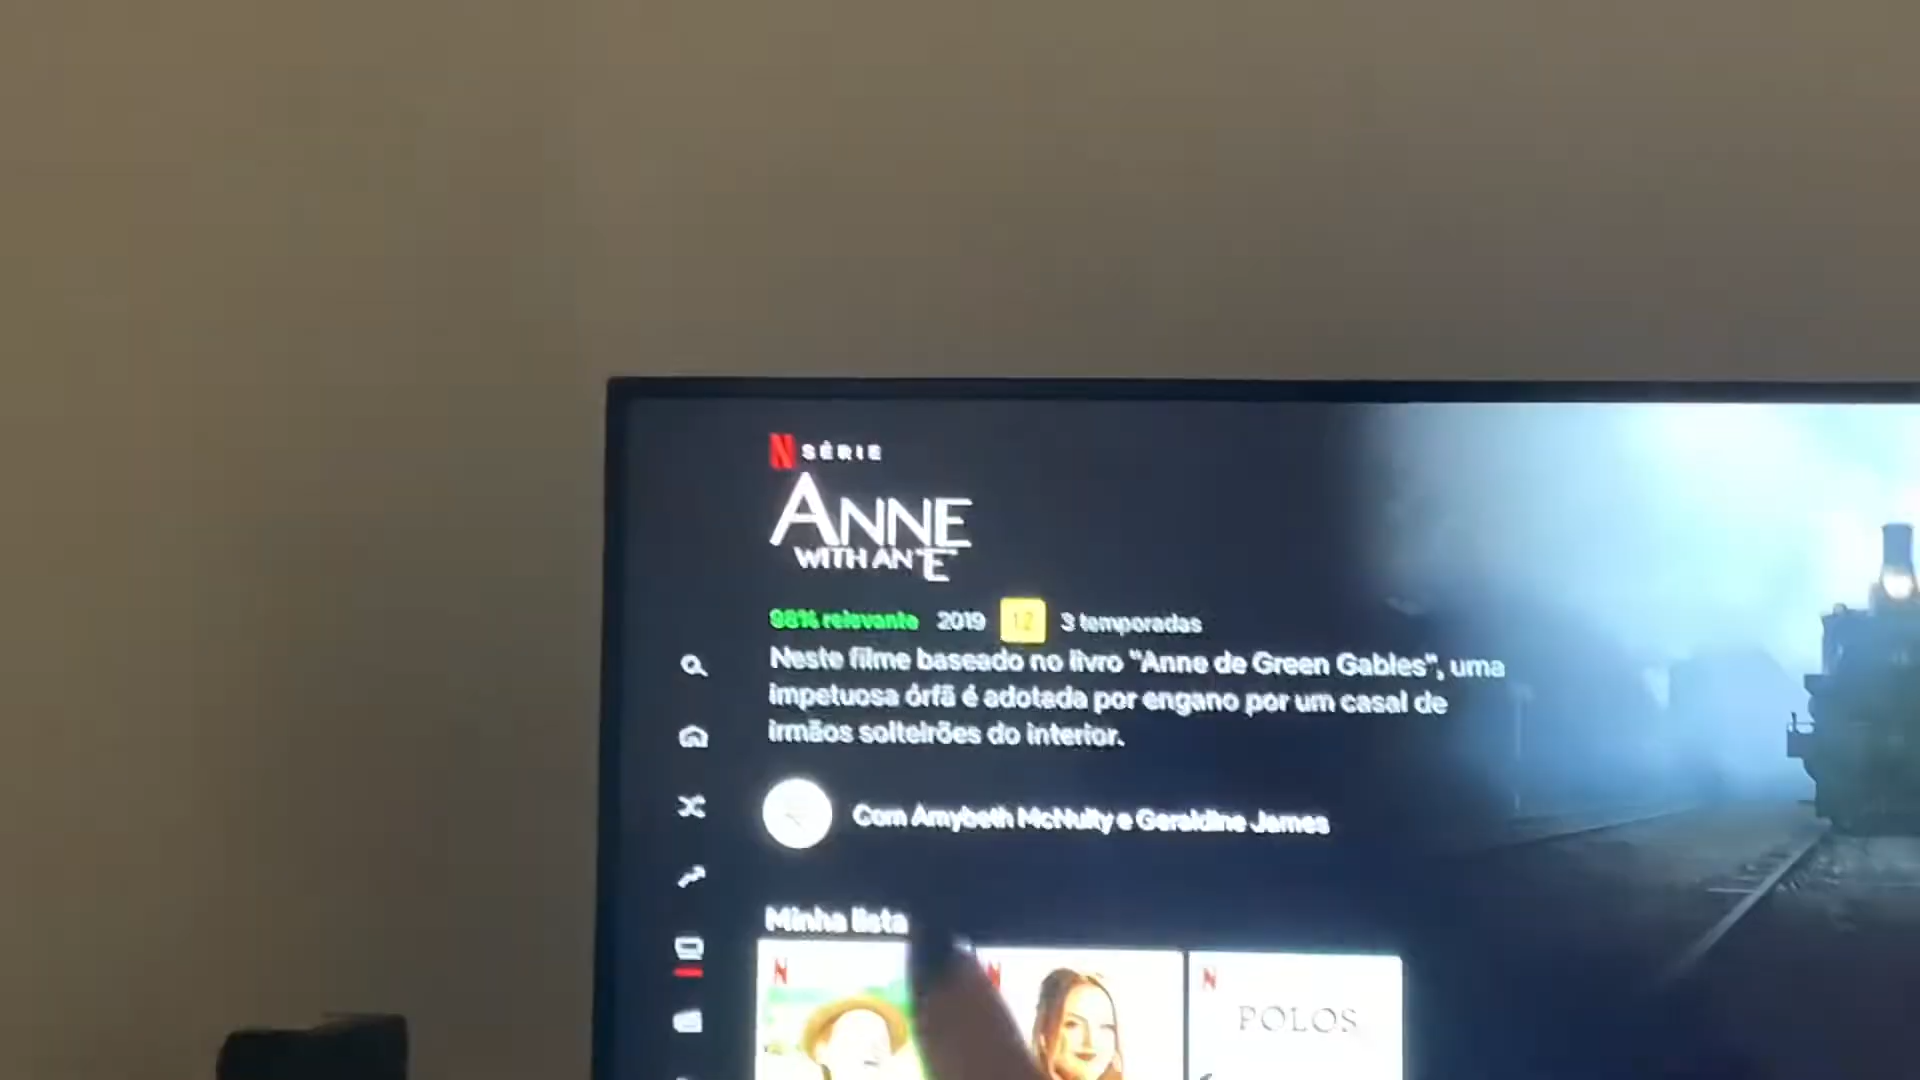 N SÉRIE
ANNE
WITH AN "E"
98% relevante 2019 12 3 temporadas
Neste filme baseado no livro "Anne de Green Gables", uma
impetuosa órfã é adotada por engano por um casal de
irmãos solteirões do interior.
Com Amybeth McNulty e Geraldine James
Minha lista
N
N
N
POLOS